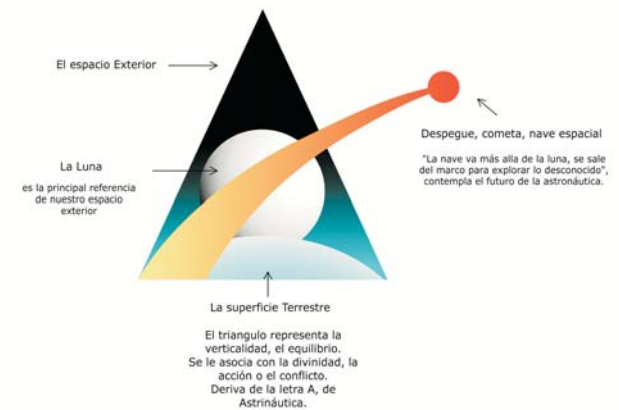 El espacio Exterior
La Luna
es la principal referencia
de nuestro espacio
exterior
Despegue, cometa, nave espacial
"La nave va más alla de la luna, se sale
del marco para explorar lo desconocido",
contempla el futuro de la astronáutica.
La superficie Terrestre
El triangulo representa la
verticalidad, el equilibrio.
Se le asocia con la divinidad, la
acción o el conflicto.
Deriva de la letra A, de
Astrináutica.